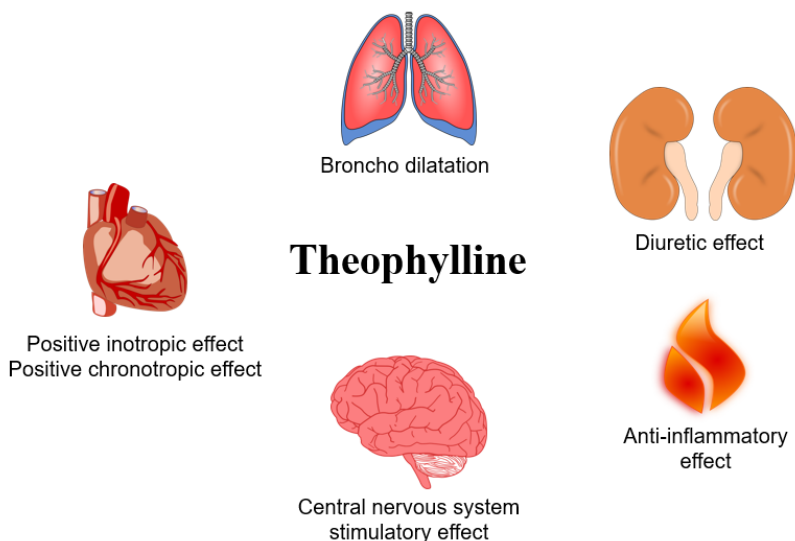 Broncho dilatation
Diuretic effect
Theophylline
Positive inotropic effect
Positive chronotropic effect
Anti-inflammatory
effect
Central nervous system
stimulatory effect